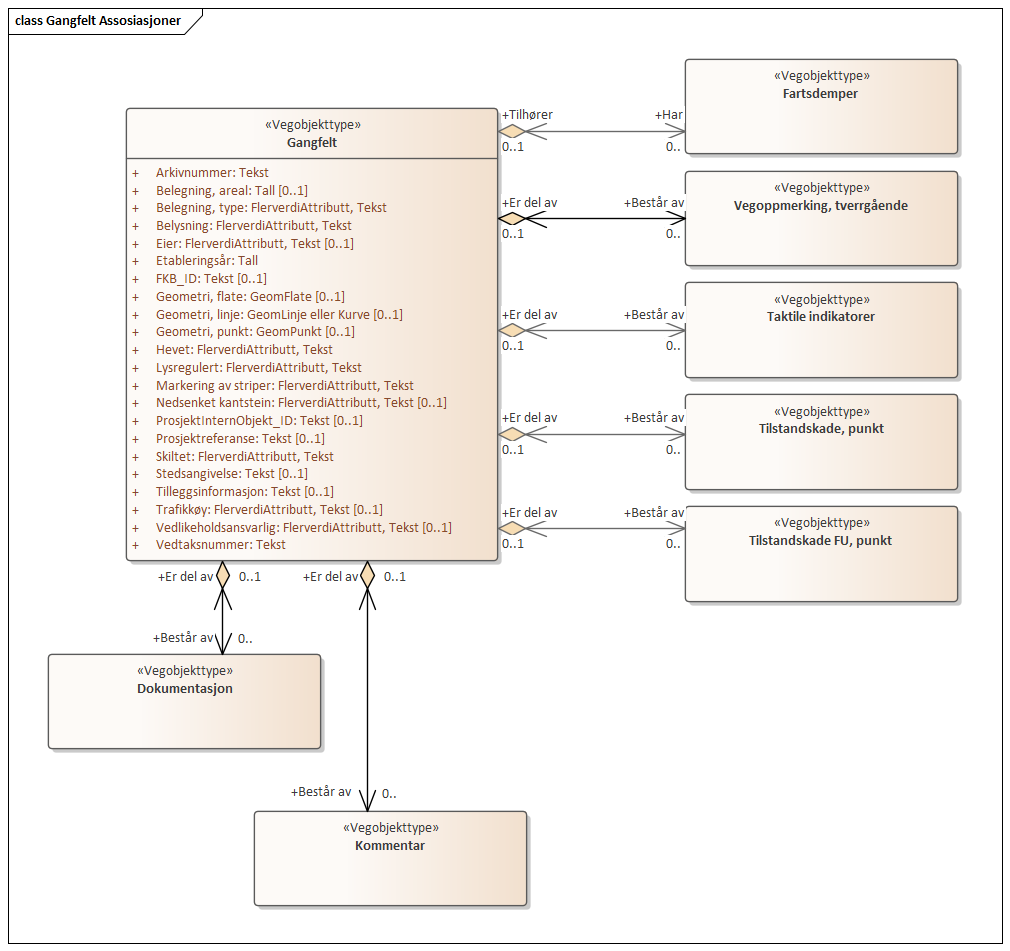 class Gangfelt Assosiasjoner
«Vegobjekttype»
Gangfelt
+ Arkivnummer: Tekst
+ Belegning, areal: Tall [0..1]
+ Belegning, type: FlerverdiAttributt, Tekst
+ Belysning: FlerverdiAttributt, Tekst
+ Eier: FlerverdiAttributt, Tekst [0..1]
+ Etableringsår: Tall
+ FKB_ID: Tekst [0..1]
+ Geometri, flate: GeomFlate [0..1]
+ Geometri, linje: GeomLinje eller Kurve [0..1]
+ Geometri, punkt: GeomPunkt [0..1]
+ Hevet: FlerverdiAttributt, Tekst
+ Lysregulert: FlerverdiAttributt, Tekst
+ Markering av striper: FlerverdiAttributt, Tekst
+ Nedsenket kantstein: FlerverdiAttributt, Tekst [0..1]
+ ProsjektInternObjekt_ID: Tekst [0..1]
+ Prosjektreferanse: Tekst [0..1]
+ Skiltet: FlerverdiAttributt, Tekst
+ Stedsangivelse: Tekst [0..1]
+ Tilleggsinformasjon: Tekst [0..1]
+ Trafikkøy: FlerverdiAttributt, Tekst [0..1]
+ Vedlikeholdsansvarlig: FlerverdiAttributt, Tekst [0..1]
+ Vedtaksnummer: Tekst
+Tilhører +Har
0..1 0..
«Vegobjekttype»
Fartsdemper
+Er del av +Består av
0..1 0..
«Vegobjekttype»
Vegoppmerking, tverrgående
+Er del av +Består av
0..1 0..
«Vegobjekttype»
Taktile indikatorer
+Er del av +Består av
0..1 0..
«Vegobjekttype»
Tilstandskade, punkt
+Er del av +Består av
0..1 0..
«Vegobjekttype»
Tilstandskade FU, punkt
+Er del av 0..1
+Består av 0..
«Vegobjekttype»
Dokumentasjon
+Er del av 0..1
+Består av 0..
«Vegobjekttype»
Kommentar